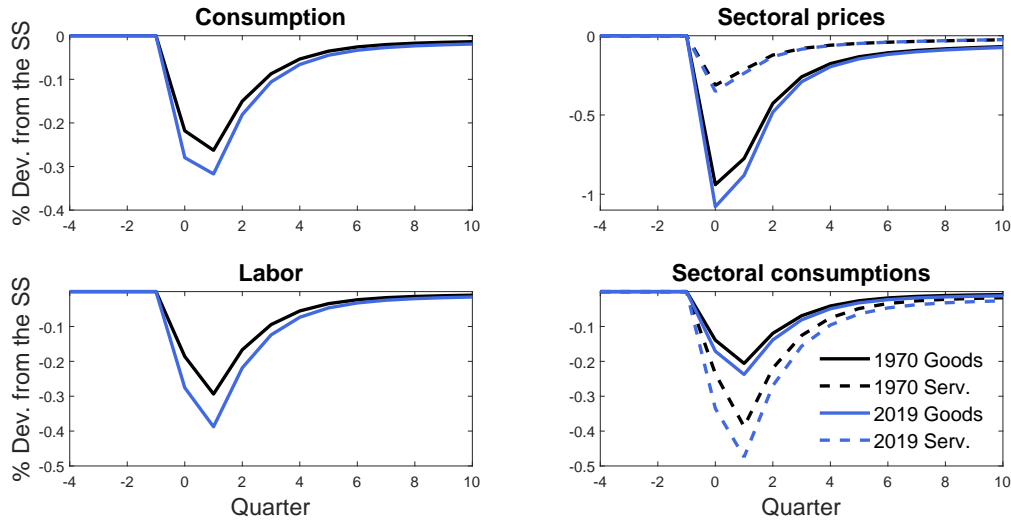 Consumption
% Dev. from the SS
0
-0.1
-0.2
-0.3
-0.4
-4 -2 0 2 4 6 8 10
Sectoral prices
0
-0.5
-1
-4 -2 0 2 4 6 8 10
Labor
% Dev. from the SS
-0.1
-0.2
-0.3
-0.4
-0.5
-4 -2 0 2 4 6 8 10
Quarter
Sectoral consumptions
-0.1
-0.2
-0.3
-0.4
-0.5
1970 Goods
1970 Serv.
2019 Goods
2019 Serv.
-4 -2 0 2 4 6 8 10
Quarter